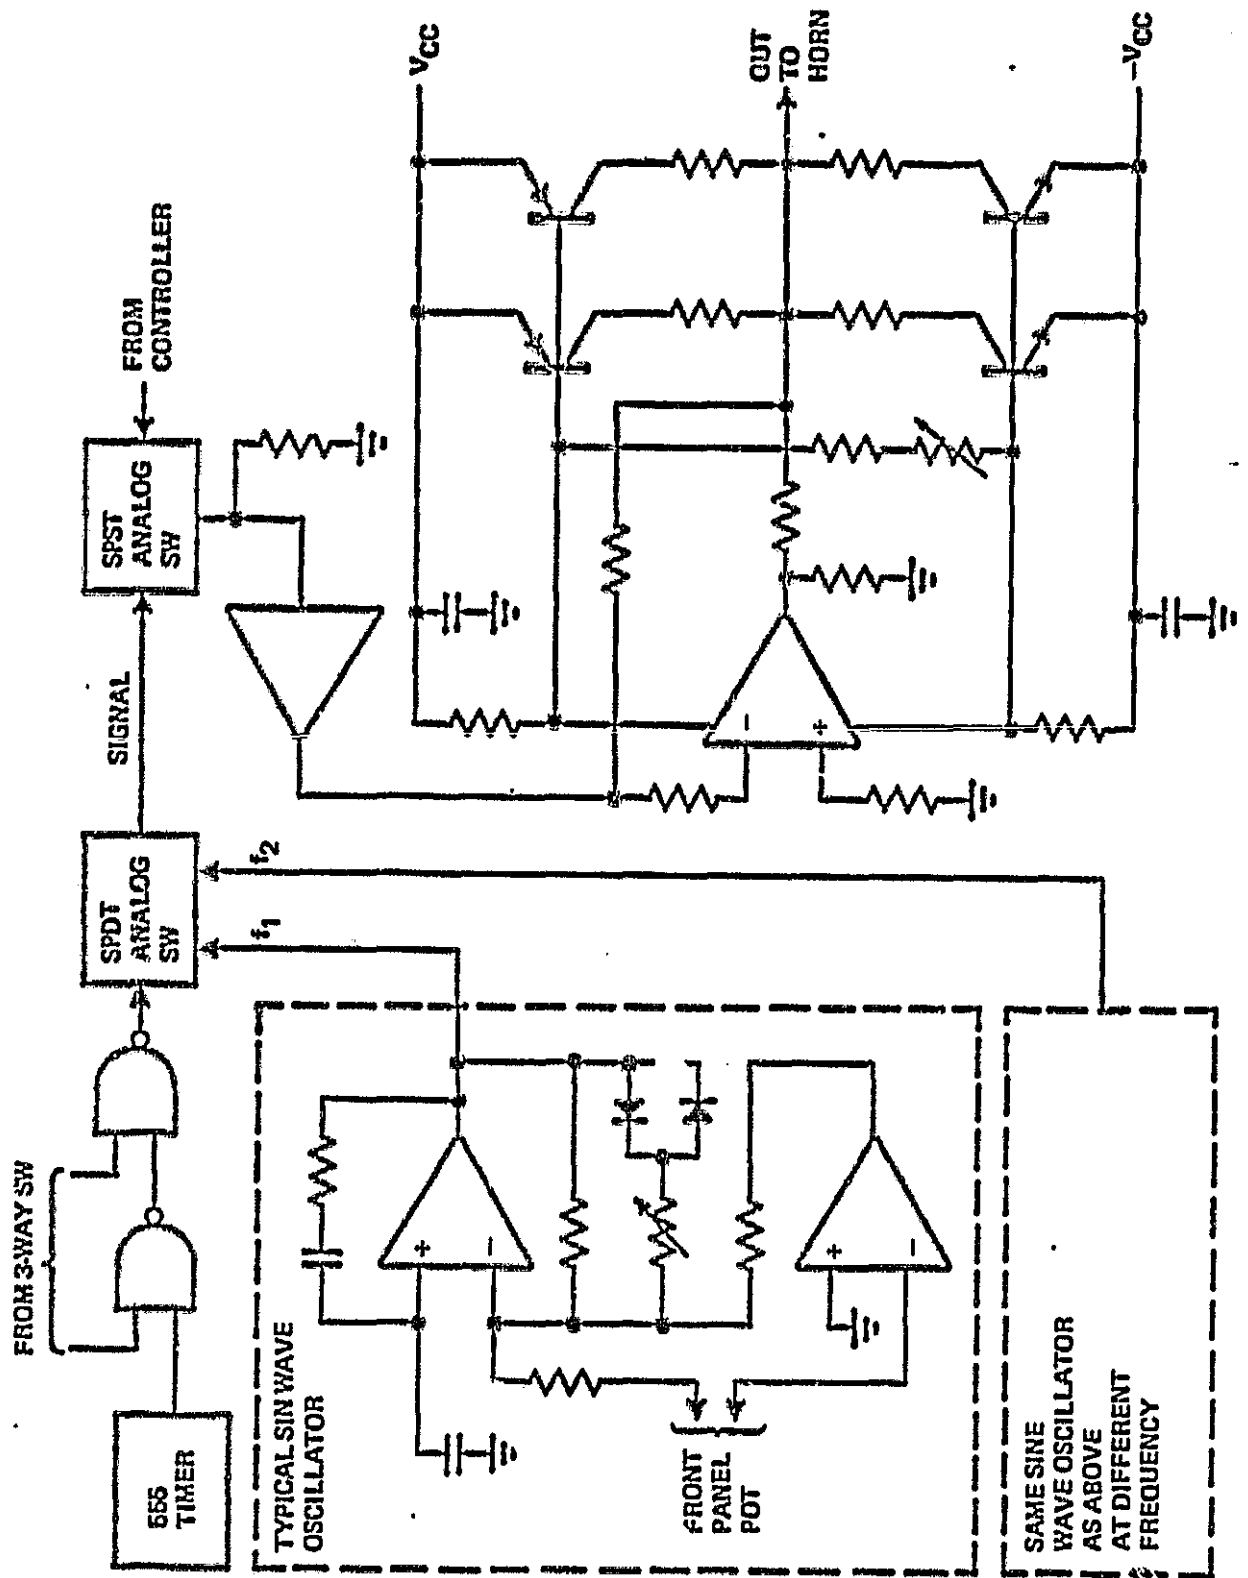 FROM 3-WAY SW
555
TIMER
SPDT
ANALOG
SW
SIGNAL
SPST
ANALOG
SW
FROM
CONTROLLER
f1
f2
TYPICAL SIN WAVE
OSCILLATOR
+
−
FRONT
PANEL
POT
+
−
SAME SINE
WAVE OSCILLATOR
AS ABOVE
AT DIFFERENT
FREQUENCY
VCC
−
+
OUT
TO
HORN
−VCC